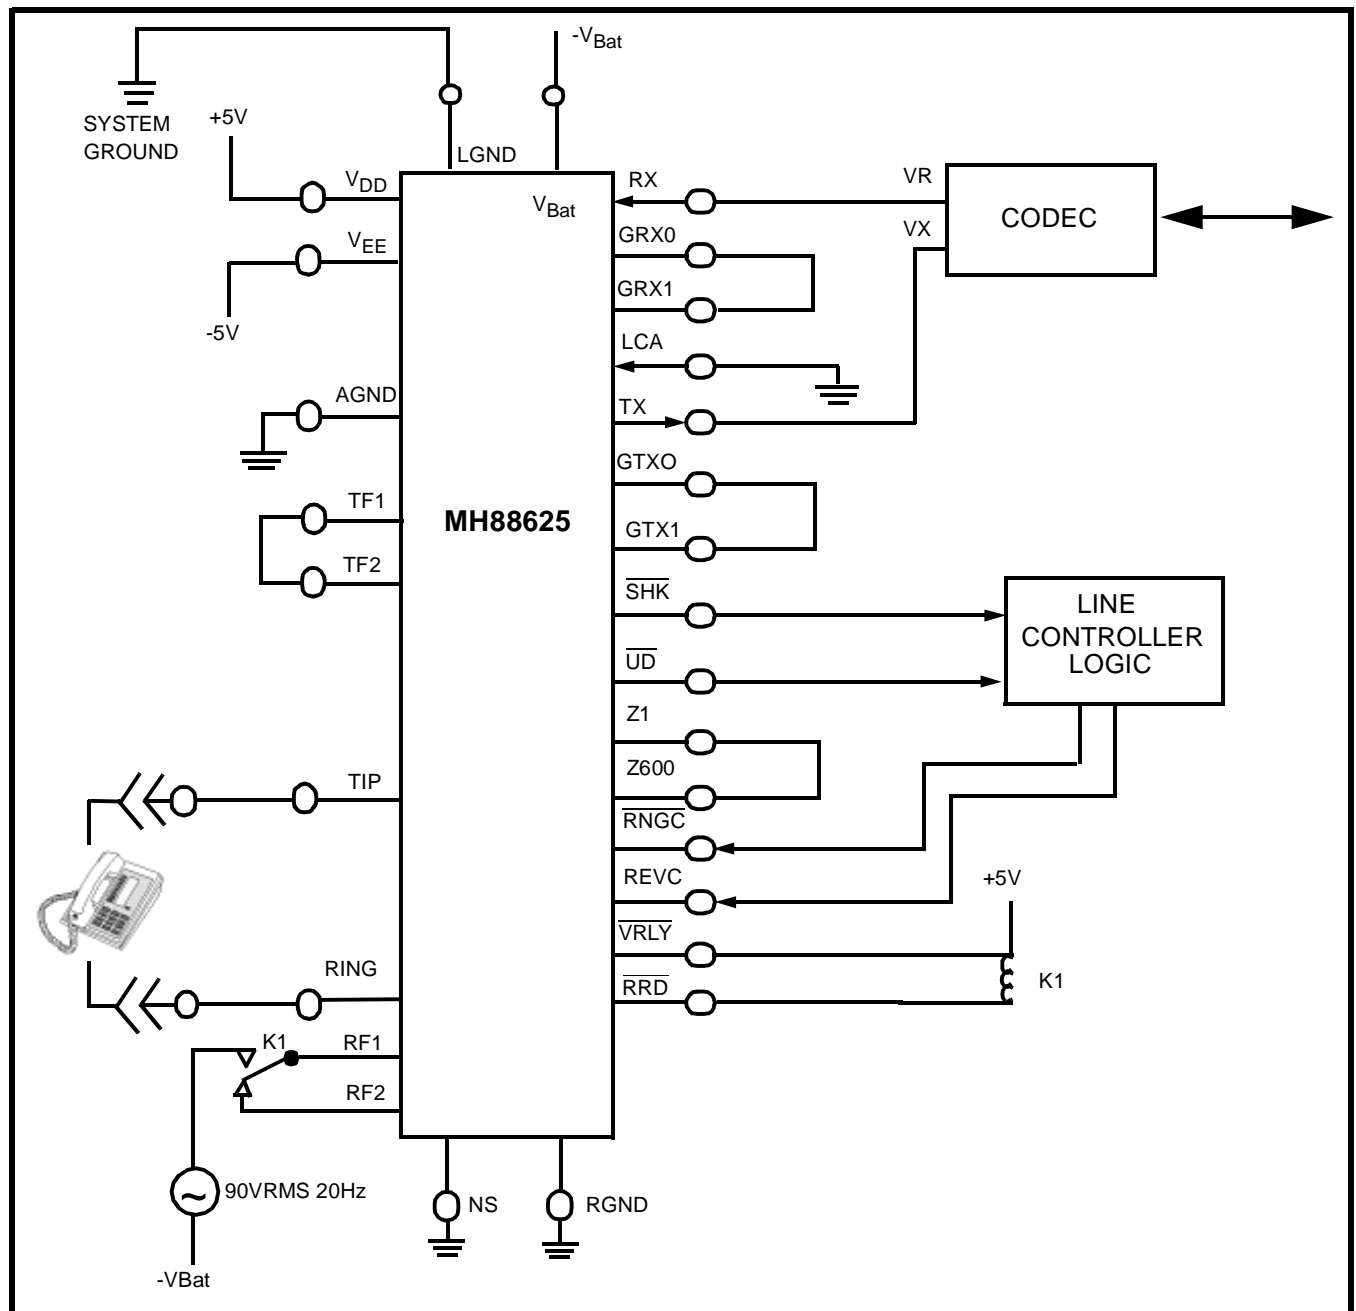 -VBat
SYSTEM
GROUND
+5V
LGND
VDD
VBat
RX
VR
CODEC
VEE
GRX0
VX
-5V
GRX1
LCA
AGND
TX
GTXO
TF1
MH88625
GTX1
TF2
SHK
LINE
CONTROLLER
LOGIC
UD
Z1
TIP
Z600
RNGC
REVC
+5V
VRLY
RING
RRD
K1
K1
RF1
RF2
90VRMS 20Hz
~
NS
RGND
-VBat